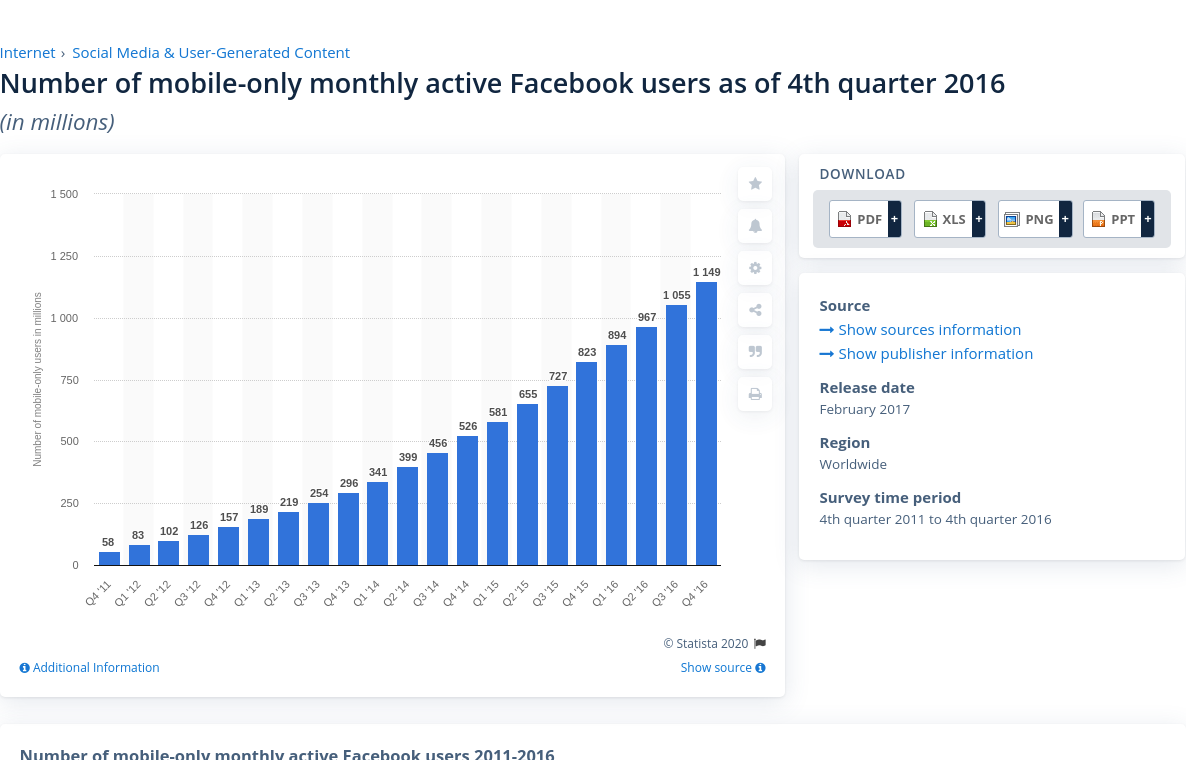 Internet › Social Media & User-Generated Content
Number of mobile-only monthly active Facebook users as of 4th quarter 2016
(in millions)
Number of mobile-only users in millions
1 500
1 250
1 000
750
500
250
0
58
83
102
126
157
189
219
254
296
341
399
456
526
581
655
727
823
894
967
1 055
1 149
Q4 '11
Q1 '12
Q2 '12
Q3 '12
Q4 '12
Q1 '13
Q2 '13
Q3 '13
Q4 '13
Q1 '14
Q2 '14
Q3 '14
Q4 '14
Q1 '15
Q2 '15
Q3 '15
Q4 '15
Q1 '16
Q2 '16
Q3 '16
Q4 '16
© Statista 2020
Additional Information
Show source
DOWNLOAD
PDF +
XLS +
PNG +
PPT +
Source
Show sources information
Show publisher information
Release date
February 2017
Region
Worldwide
Survey time period
4th quarter 2011 to 4th quarter 2016
Number of mobile-only monthly active Facebook users 2011-2016